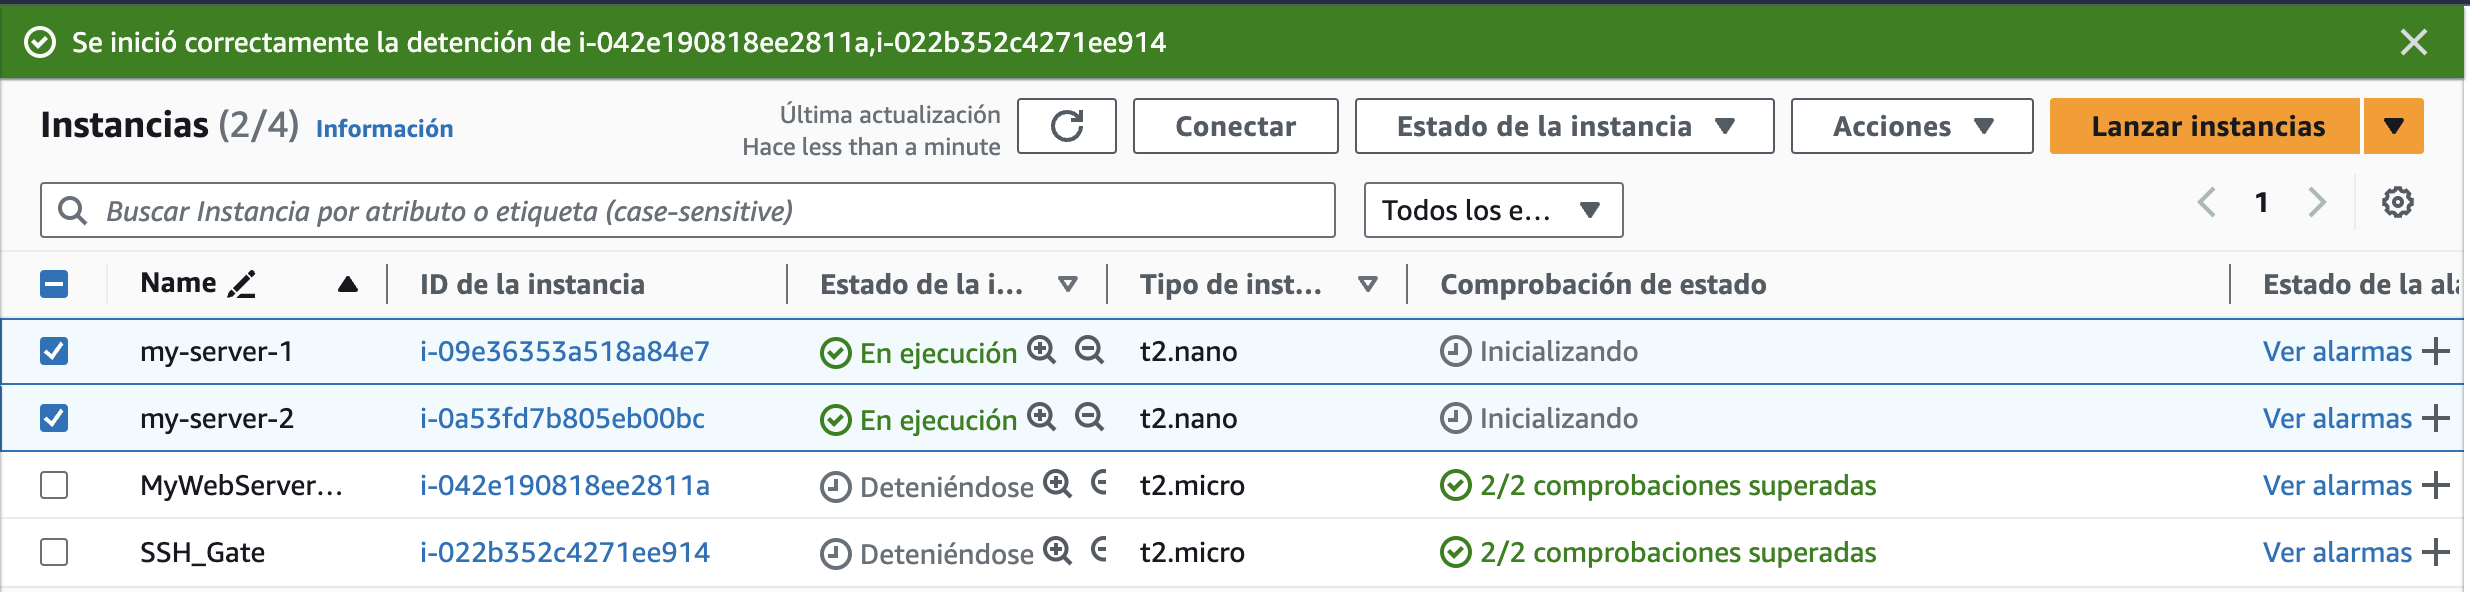 Se inició correctamente la detención de i-042e190818ee2811a,i-022b352c4271ee914
Instancias (2/4) Información
Última actualización
Hace less than a minute
Conectar
Estado de la instancia
Acciones
Lanzar instancias
Buscar Instancia por atributo o etiqueta (case-sensitive)
Todos los e...
1
Name ID de la instancia Estado de la i... Tipo de inst... Comprobación de estado Estado de la al
my-server-1 i-09e36353a518a84e7 En ejecución t2.nano Inicializando Ver alarmas
my-server-2 i-0a53fd7b805eb00bc En ejecución t2.nano Inicializando Ver alarmas
MyWebServer... i-042e190818ee2811a Deteniéndose t2.micro 2/2 comprobaciones superadas Ver alarmas
SSH_Gate i-022b352c4271ee914 Deteniéndose t2.micro 2/2 comprobaciones superadas Ver alarmas